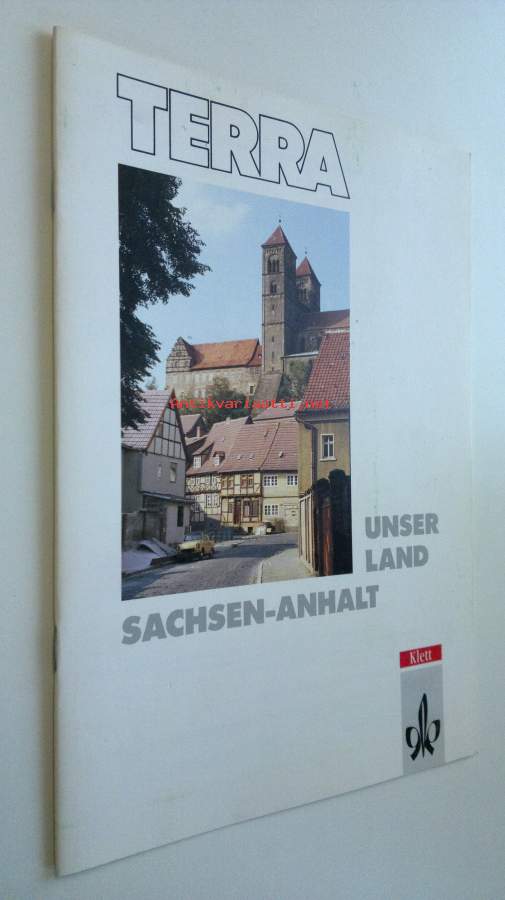 TERRA
Antikvariaatti.net
UNSER
LAND
SACHSEN-ANHALT
Klett